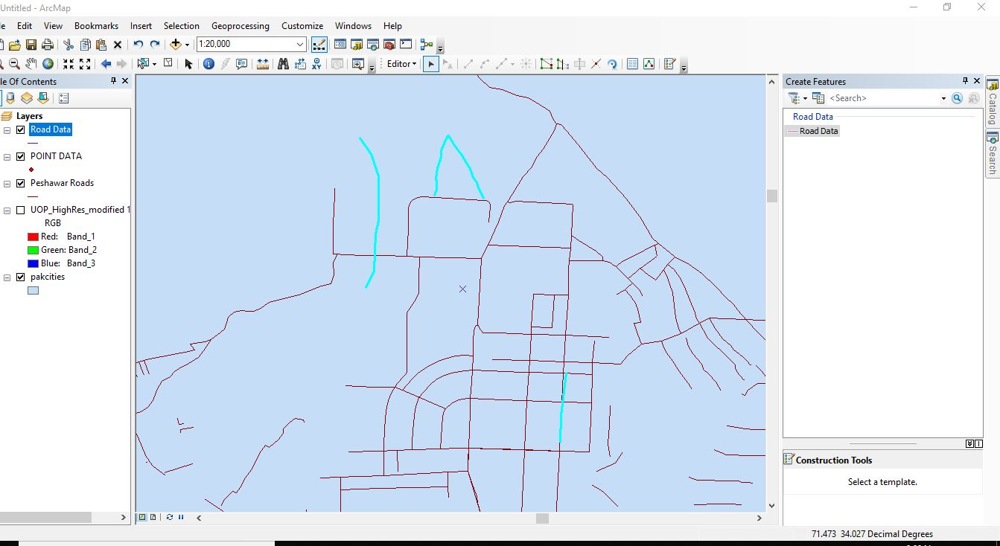 Untitled - ArcMap
le Edit View Bookmarks Insert Selection Geoprocessing Customize Windows Help
1:20,000
XY
Editor
le Of Contents
Layers
Road Data
POINT DATA
Peshawar Roads
UOP_HighRes_modified 1
RGB
Red: Band_1
Green: Band_2
Blue: Band_3
pakcities
Create Features
<Search>
Road Data
Road Data
Construction Tools
Select a template.
Catalog
Search
71.473 34.027 Decimal Degrees